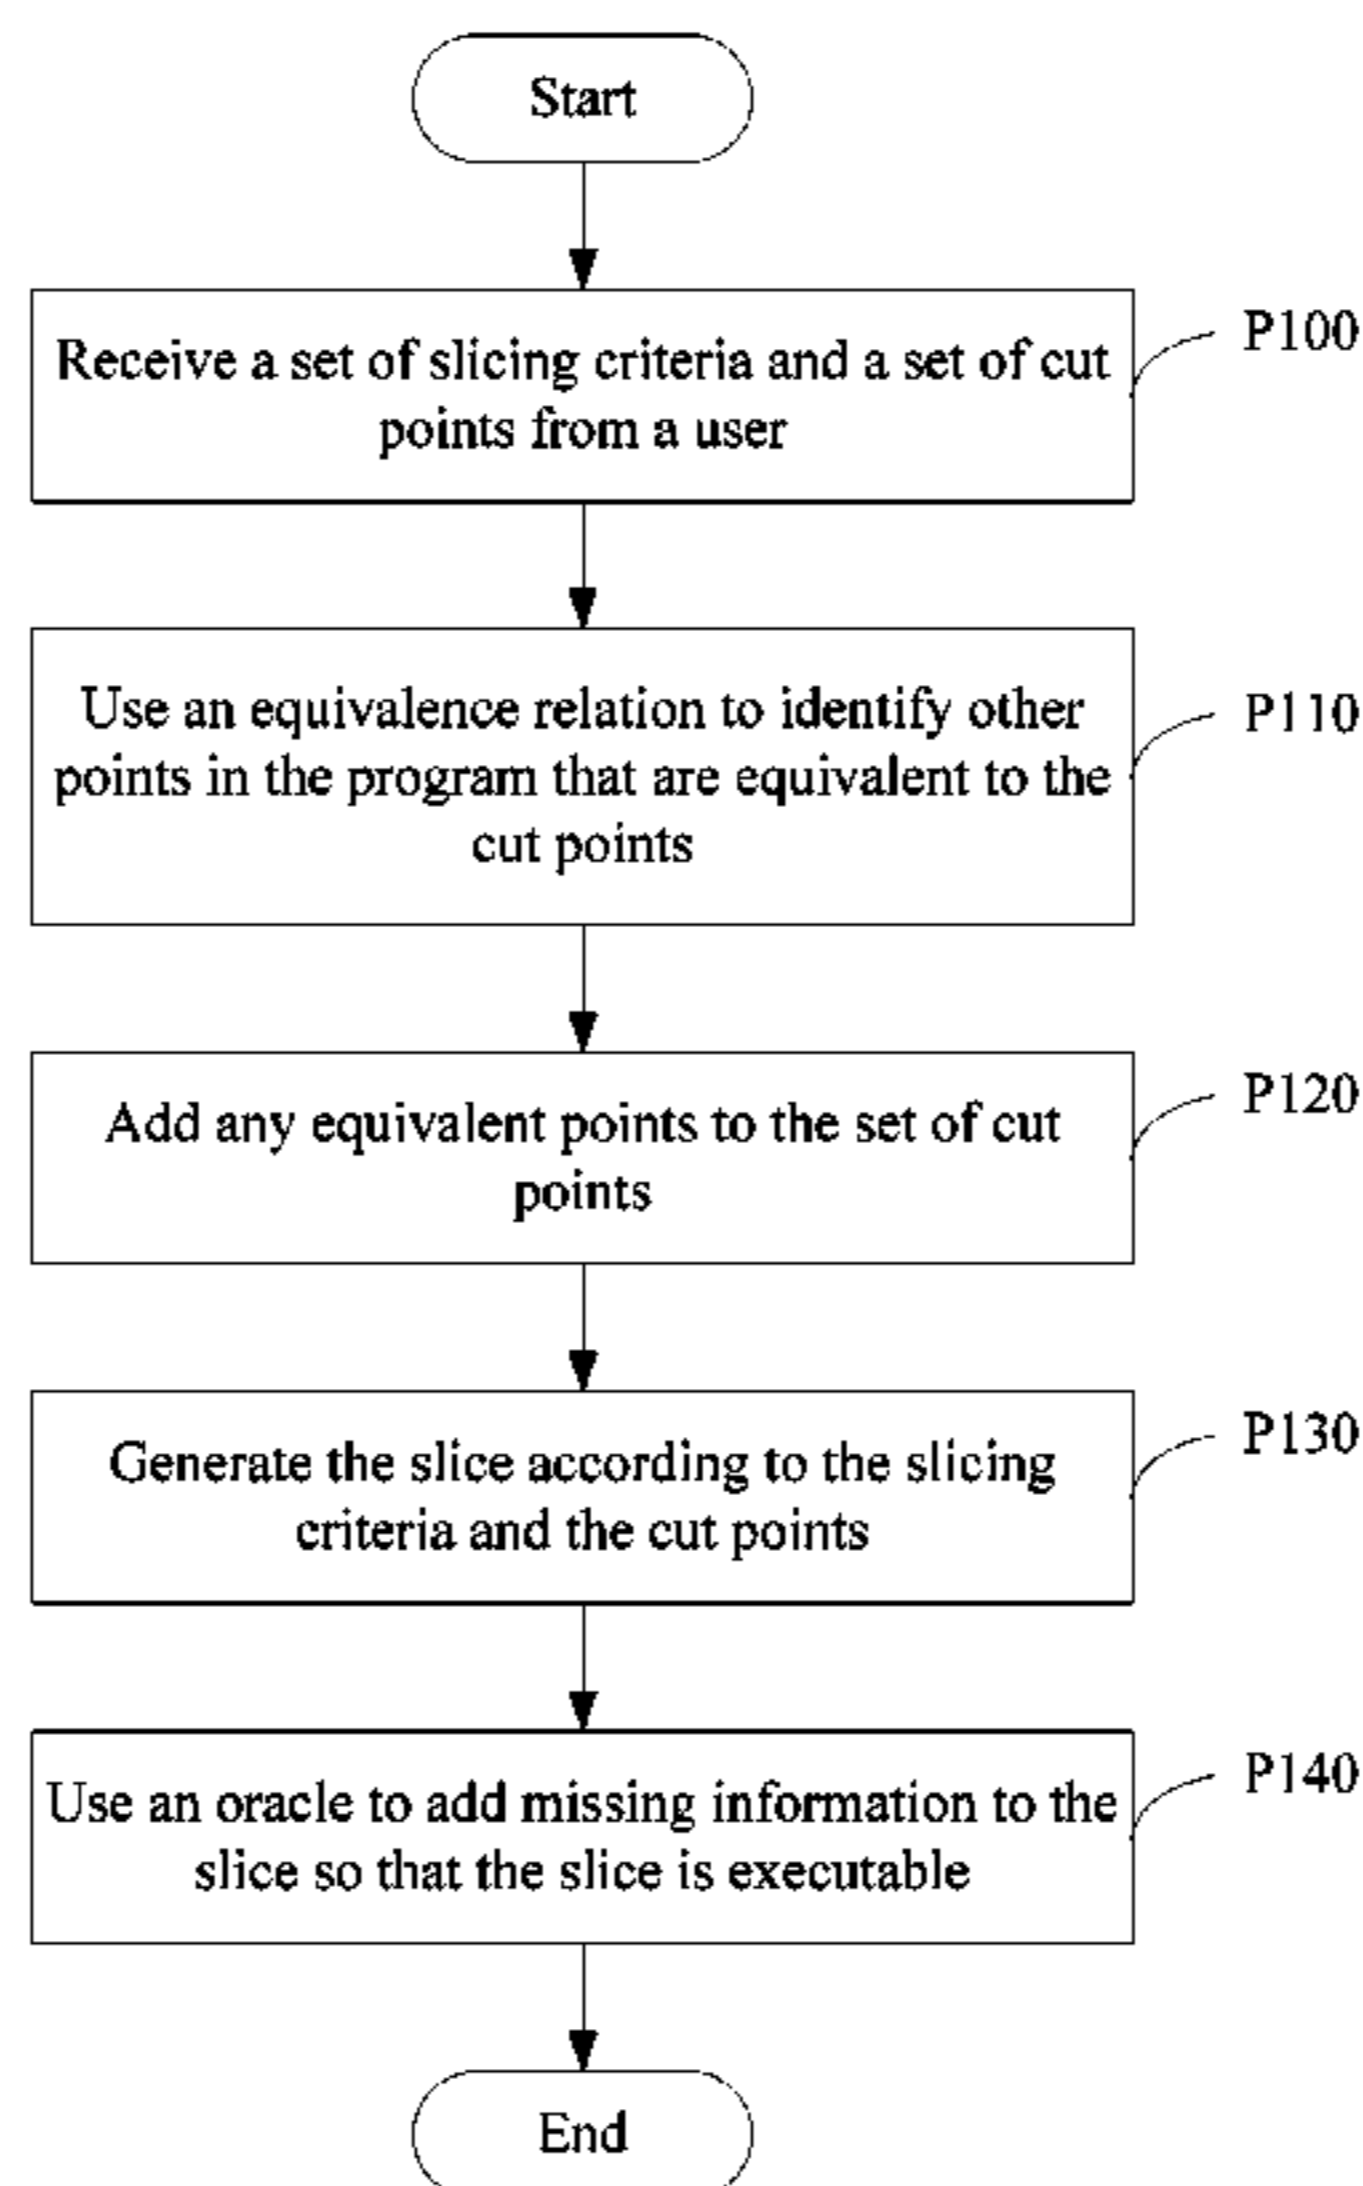 Start
Receive a set of slicing criteria and a set of cut
points from a user
P100
Use an equivalence relation to identify other
points in the program that are equivalent to the
cut points
P110
Add any equivalent points to the set of cut
points
P120
Generate the slice according to the slicing
criteria and the cut points
P130
Use an oracle to add missing information to the
slice so that the slice is executable
P140
End